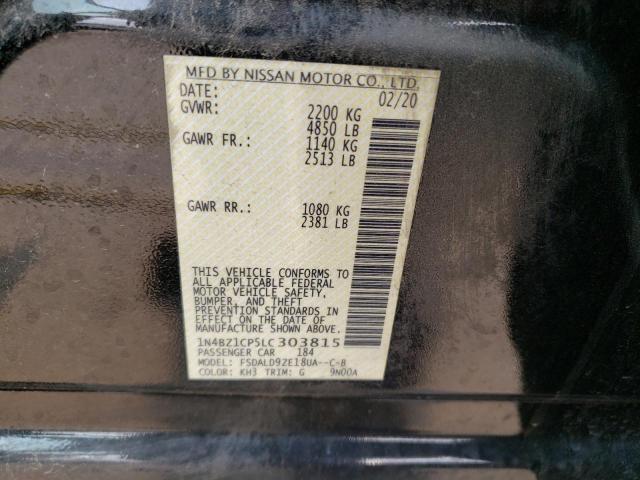 MFD BY NISSAN MOTOR CO., LTD.
DATE: 02/20
GVWR: 2200 KG
4850 LB
GAWR FR.: 1140 KG
2513 LB
GAWR RR.: 1080 KG
2381 LB
THIS VEHICLE CONFORMS TO
ALL APPLICABLE FEDERAL
MOTOR VEHICLE SAFETY,
BUMPER, AND THEFT
PREVENTION STANDARDS
IN EFFECT ON THE DATE OF
MANUFACTURE SHOWN ABOVE.
1N4BZ1CP5LC303815
PASSENGER CAR 184
MODEL: FSDALD9ZE18UA--C-B
COLOR: KH3 TRIM: G 9N00A